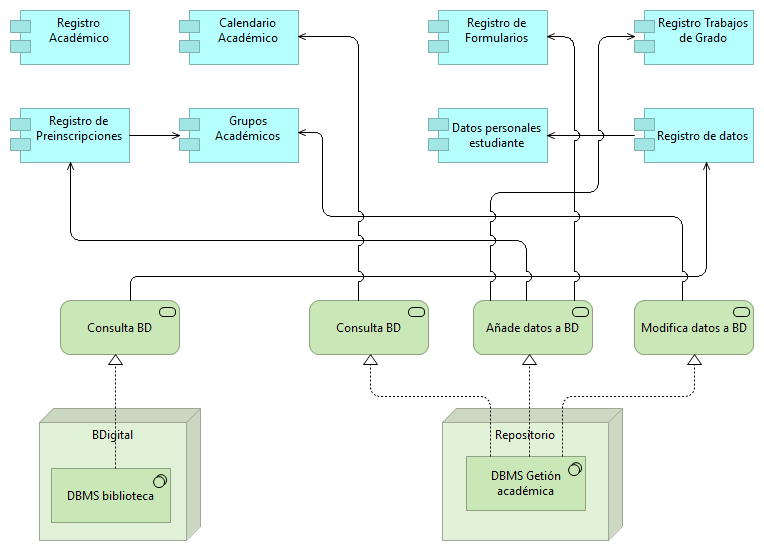 Registro
Académico
Calendario
Académico
Registro de
Formularios
Registro Trabajos
de Grado
Registro de
Preinscripciones
Grupos
Académicos
Datos personales
estudiante
Registro de datos
Consulta BD
Consulta BD
Añade datos a BD
Modifica datos a BD
BDigital
DBMS biblioteca
Repositorio
DBMS Getión
académica